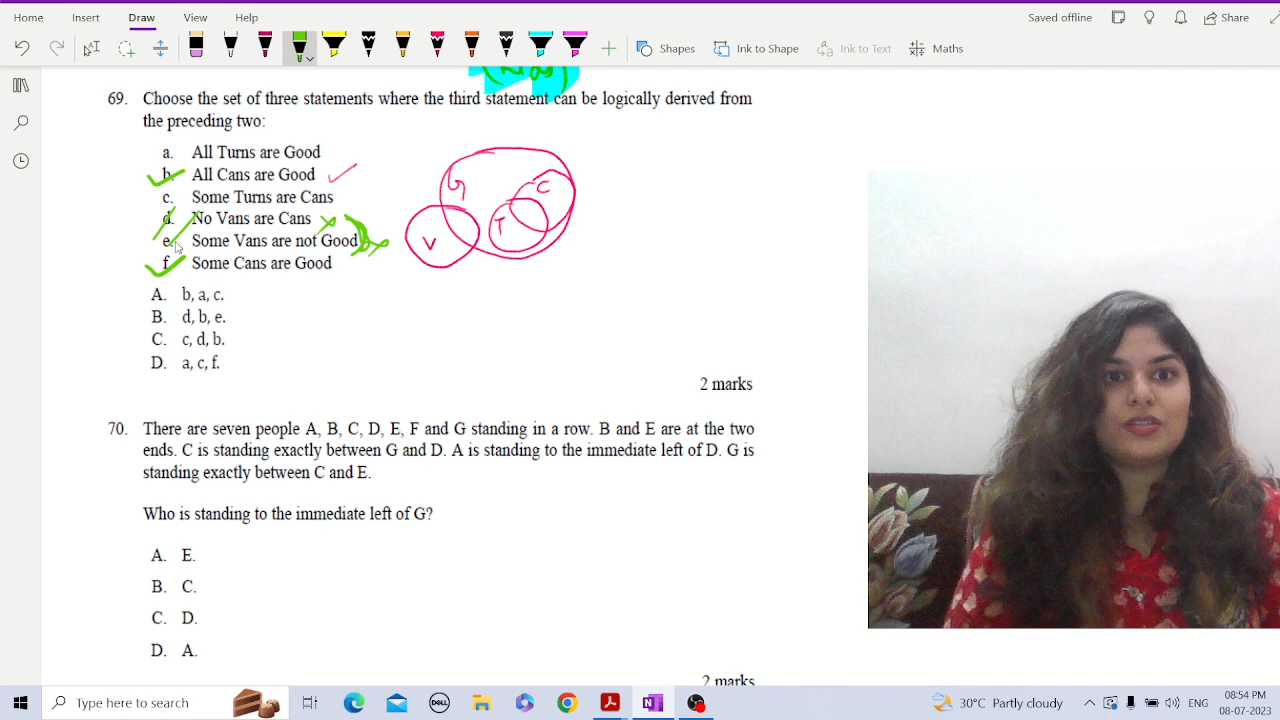 Home Insert Draw View Help Saved offline Share
Shapes Ink to Shape Ink to Text Maths
69. Choose the set of three statements where the third statement can be logically derived from
the preceding two:
a. All Turns are Good
b. All Cans are Good
c. Some Turns are Cans
d. No Vans are Cans
e. Some Vans are not Good
f. Some Cans are Good
G C
T
V
A. b, a, c.
B. d, b, e.
C. c, d, b.
D. a, c, f.
2 marks
70. There are seven people A, B, C, D, E, F and G standing in a row. B and E are at the two
ends. C is standing exactly between G and D. A is standing to the immediate left of D. G is
standing exactly between C and E.
Who is standing to the immediate left of G?
A. E.
B. C.
C. D.
D. A.
2 marks
Type here to search DELL 30°C Partly cloudy ENG 08:54 PM
08-07-2023